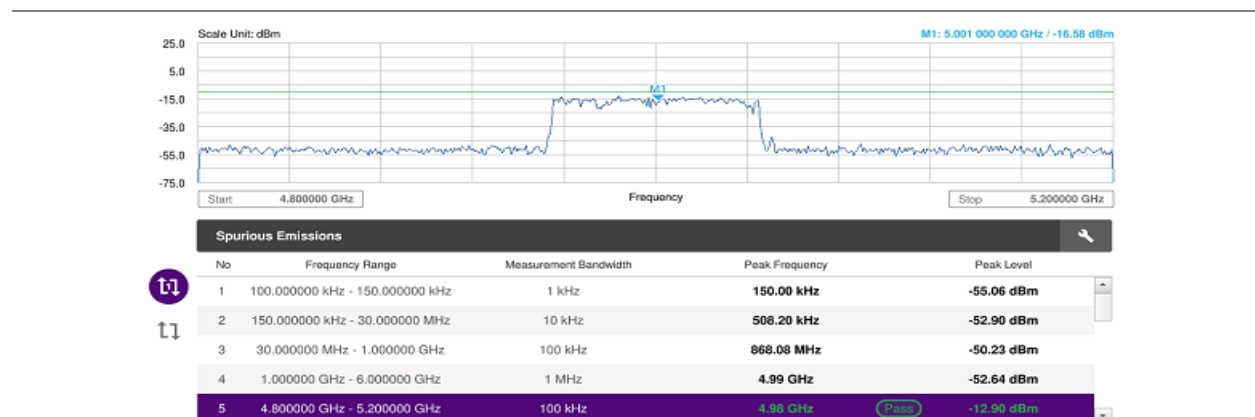 Scale Unit: dBm M1: 5.001 000 000 GHz / -16.58 dBm
25.0
5.0
-15.0
-35.0
-55.0
-75.0
M1
Start 4.800000 GHz Frequency Stop 5.200000 GHz
Spurious Emissions
No Frequency Range Measurement Bandwidth Peak Frequency Peak Level
1 100.000000 kHz - 150.000000 kHz 1 kHz 150.00 kHz -55.06 dBm
2 150.000000 kHz - 30.000000 MHz 10 kHz 508.20 kHz -52.90 dBm
3 30.000000 MHz - 1.000000 GHz 100 kHz 868.08 MHz -50.23 dBm
4 1.000000 GHz - 6.000000 GHz 1 MHz 4.99 GHz -52.64 dBm
5 4.800000 GHz - 5.200000 GHz 100 kHz 4.98 GHz Pass -12.90 dBm